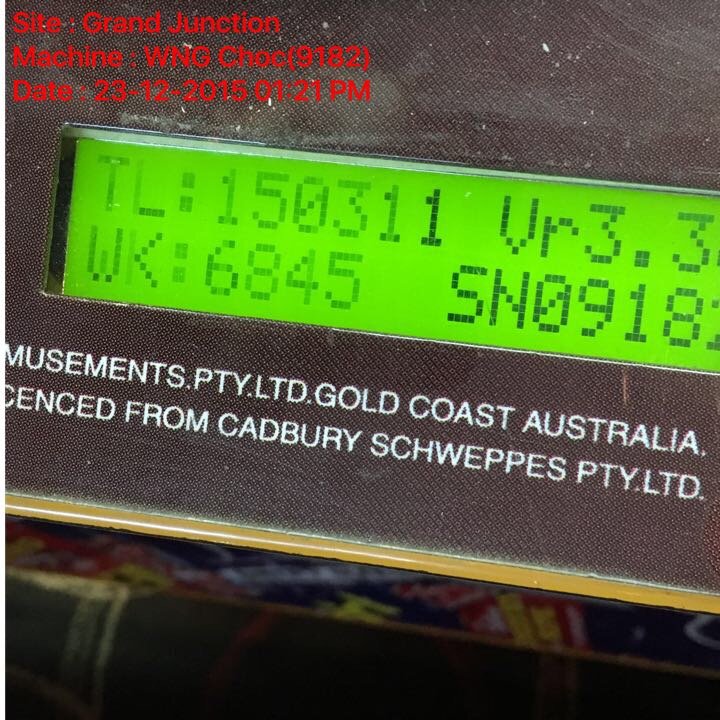 Site : Grand Junction
Machine : WNG Choc(9182)
Date : 23-12-2015 01:21 PM
TL:150311 Vr3.3
WK:6845 SN0918
MUSEMENTS.PTY.LTD.GOLD COAST AUSTRALIA.
CENCED FROM CADBURY SCHWEPPES PTY.LTD.